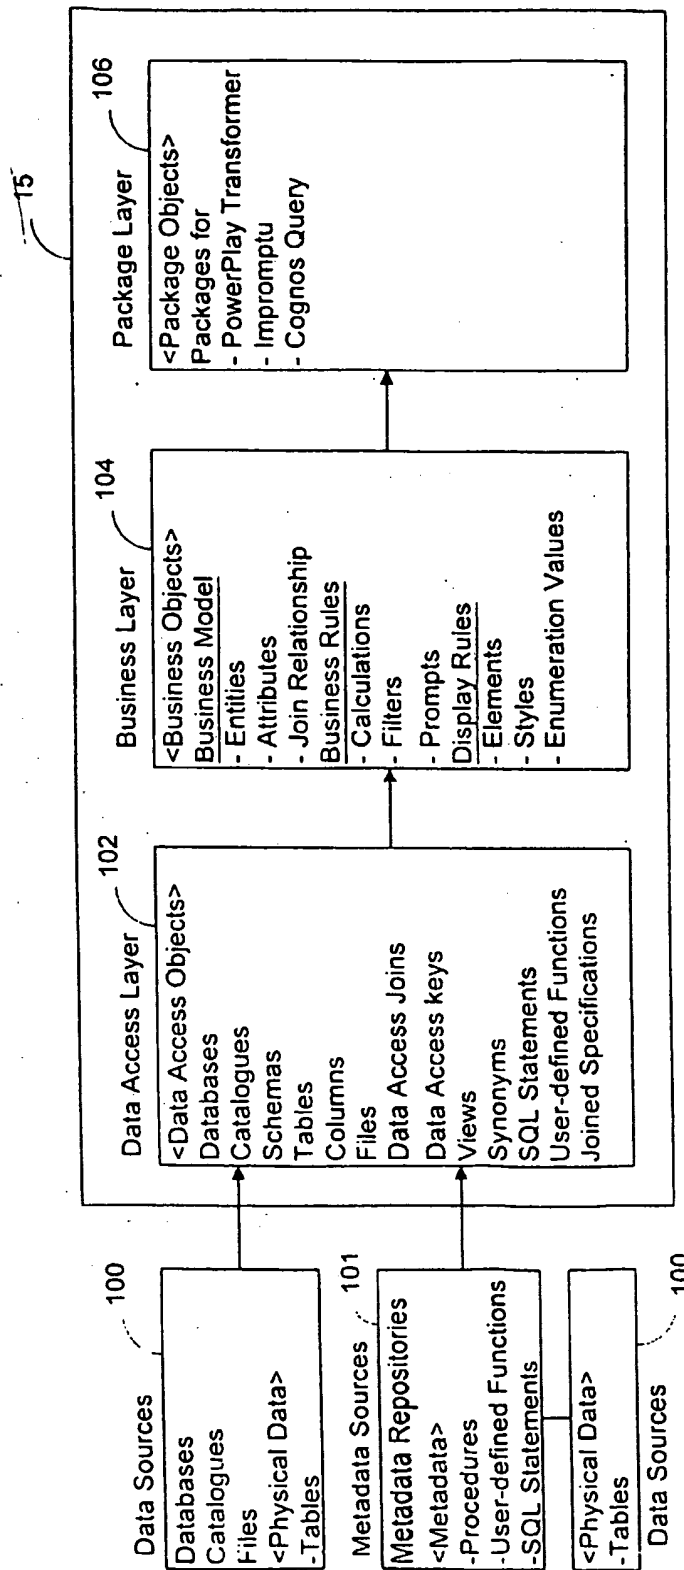 15
Data Sources
100
Databases
Catalogues
Files
<Physical Data>
-Tables
Metadata Sources
101
Metadata Repositories
<Metadata>
-Procedures
-User-defined Functions
-SQL Statements
<Physical Data>
-Tables
Data Sources
100
Data Access Layer
102
<Data Access Objects>
Databases
Catalogues
Schemas
Tables
Columns
Files
Data Access Joins
Data Access keys
Views
Synonyms
SQL Statements
User-defined Functions
Joined Specifications
Business Layer
104
<Business Objects>
Business Model
- Entities
- Attributes
- Join Relationship
Business Rules
- Calculations
- Filters
- Prompts
Display Rules
- Elements
- Styles
- Enumeration Values
Package Layer
106
<Package Objects>
Packages for
- PowerPlay Transformer
- Impromptu
- Cognos Query